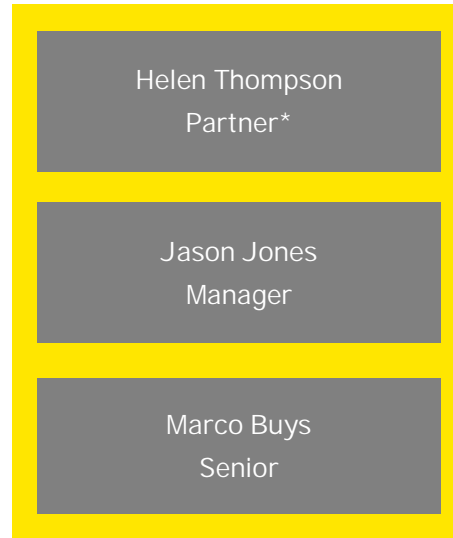 Helen Thompson
Partner*
Jason Jones
Manager
Marco Buys
Senior